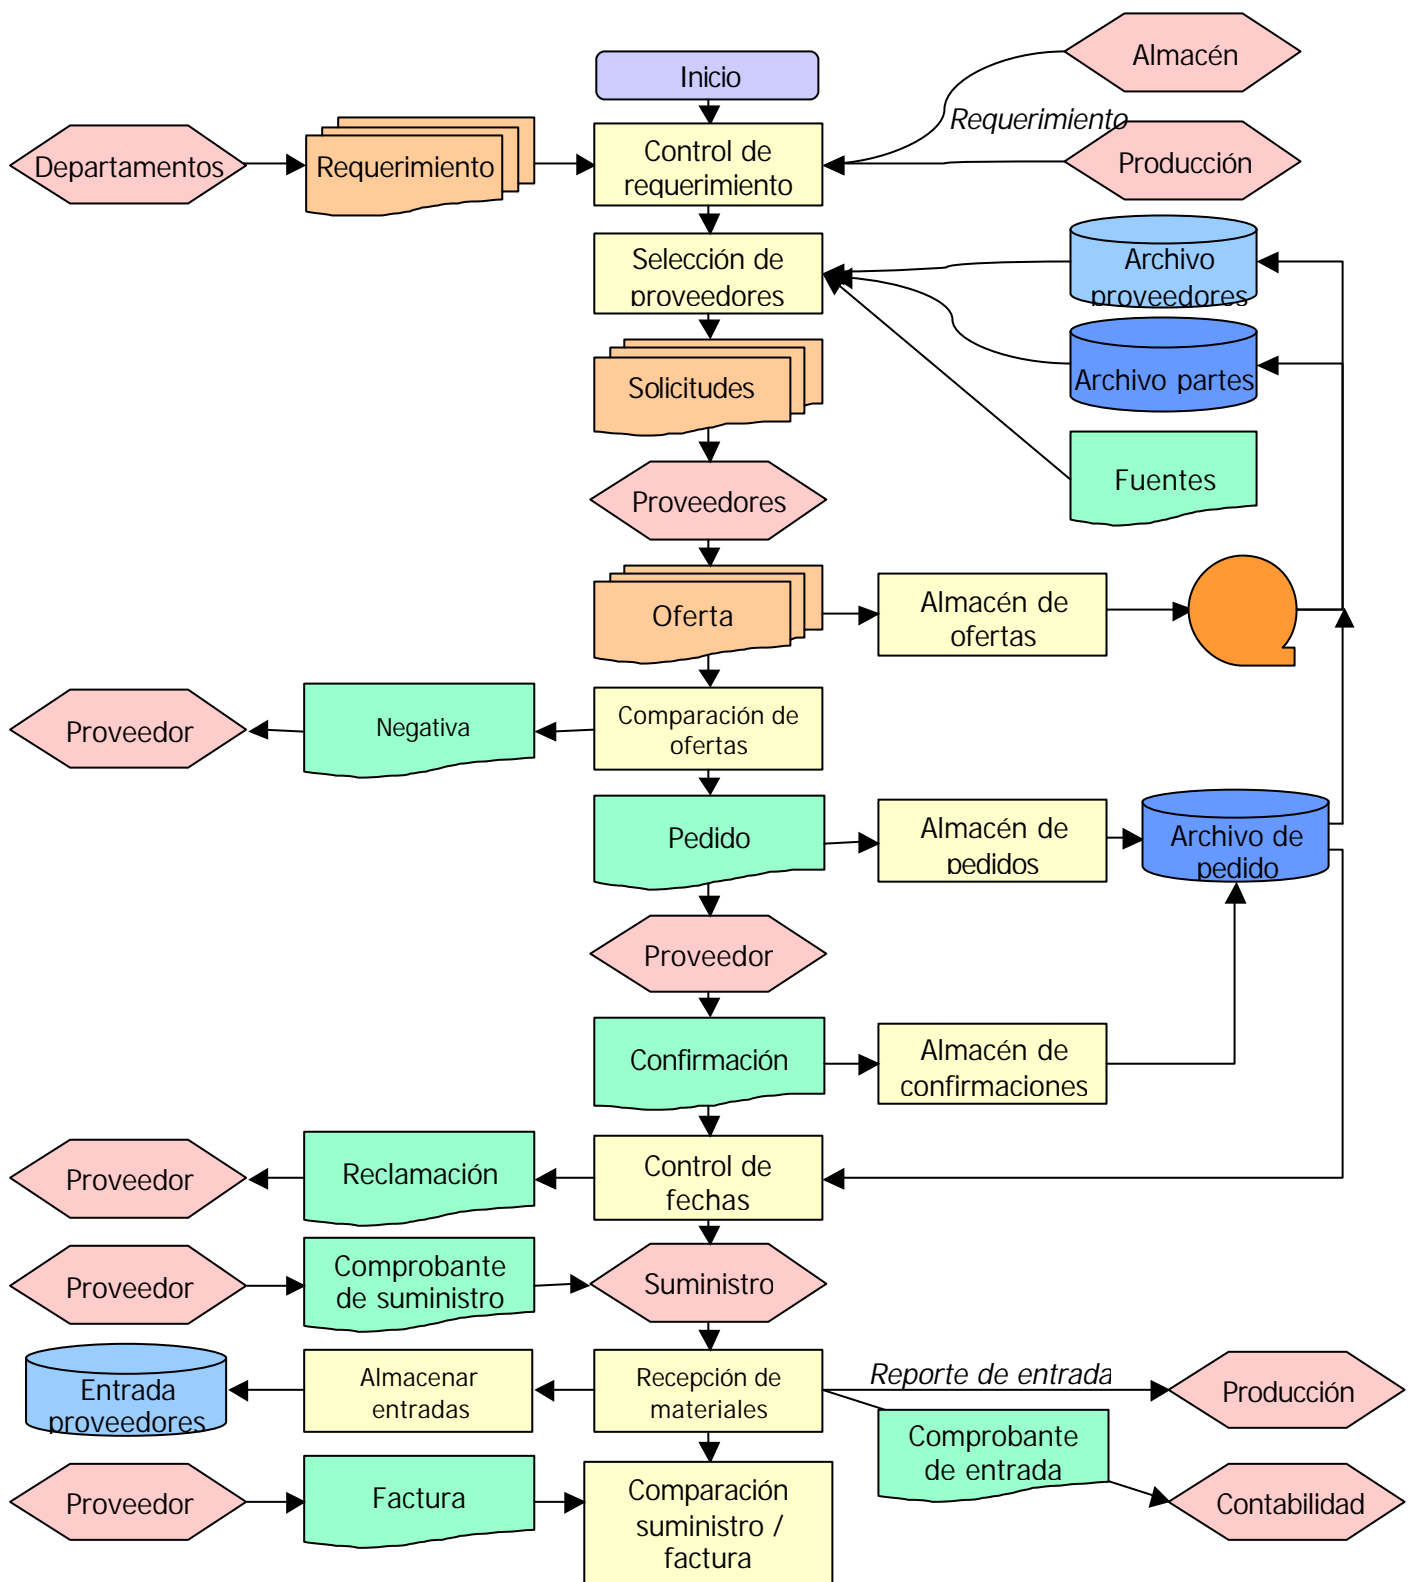 Inicio
Almacén
Requerimiento
Departamentos
Requerimiento
Control de
requerimiento
Producción
Selección de
proveedores
Archivo
proveedores
Archivo partes
Solicitudes
Fuentes
Proveedores
Oferta
Almacén de
ofertas
Proveedor
Negativa
Comparación de
ofertas
Pedido
Almacén de
pedidos
Archivo de
pedido
Proveedor
Confirmación
Almacén de
confirmaciones
Proveedor
Reclamación
Control de
fechas
Proveedor
Comprobante
de suministro
Suministro
Entrada
proveedores
Almacenar
entradas
Recepción de
materiales
Reporte de entrada
Producción
Comprobante
de entrada
Contabilidad
Proveedor
Factura
Comparación
suministro /
factura